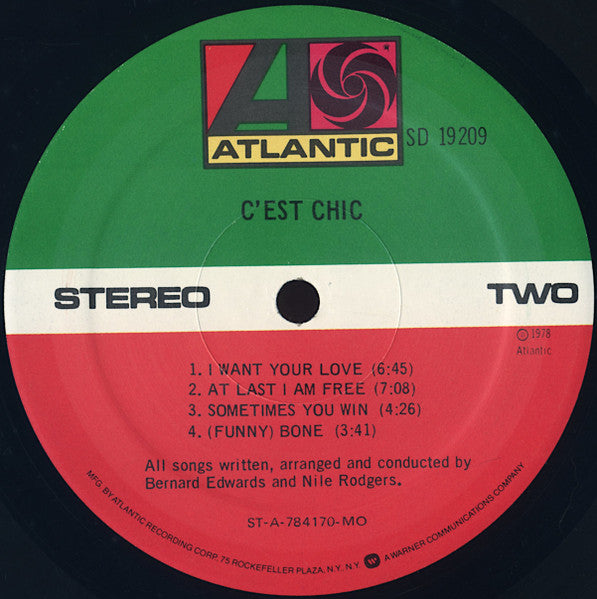 ATLANTIC
SD 19209
C'EST CHIC
STEREO
TWO
℗ 1978
Atlantic
1. I WANT YOUR LOVE (6:45)
2. AT LAST I AM FREE (7:08)
3. SOMETIMES YOU WIN (4:26)
4. (FUNNY) BONE (3:41)
All songs written, arranged and conducted by
Bernard Edwards and Nile Rodgers.
ST-A-784170-MO
MFG. BY ATLANTIC RECORDING CORP. 75 ROCKEFELLER PLAZA, N.Y. N.Y. A WARNER COMMUNICATIONS COMPANY